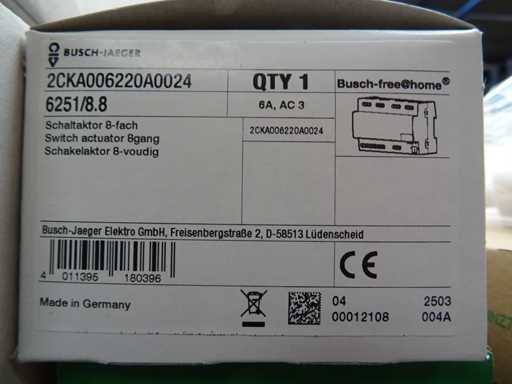 BUSCH-JAEGER
2CKA006220A0024
QTY 1
Busch-free@home®
6251/8.8
6A, AC 3
Schaltaktor 8-fach
Switch actuator 8gang
Schakelaktor 8-voudig
2CKA006220A0024
Busch-Jaeger Elektro GmbH, Freisenbergstraße 2, D-58513 Lüdenscheid
4 011395 180396
CE
Made in Germany
04 2503
00012108 004A